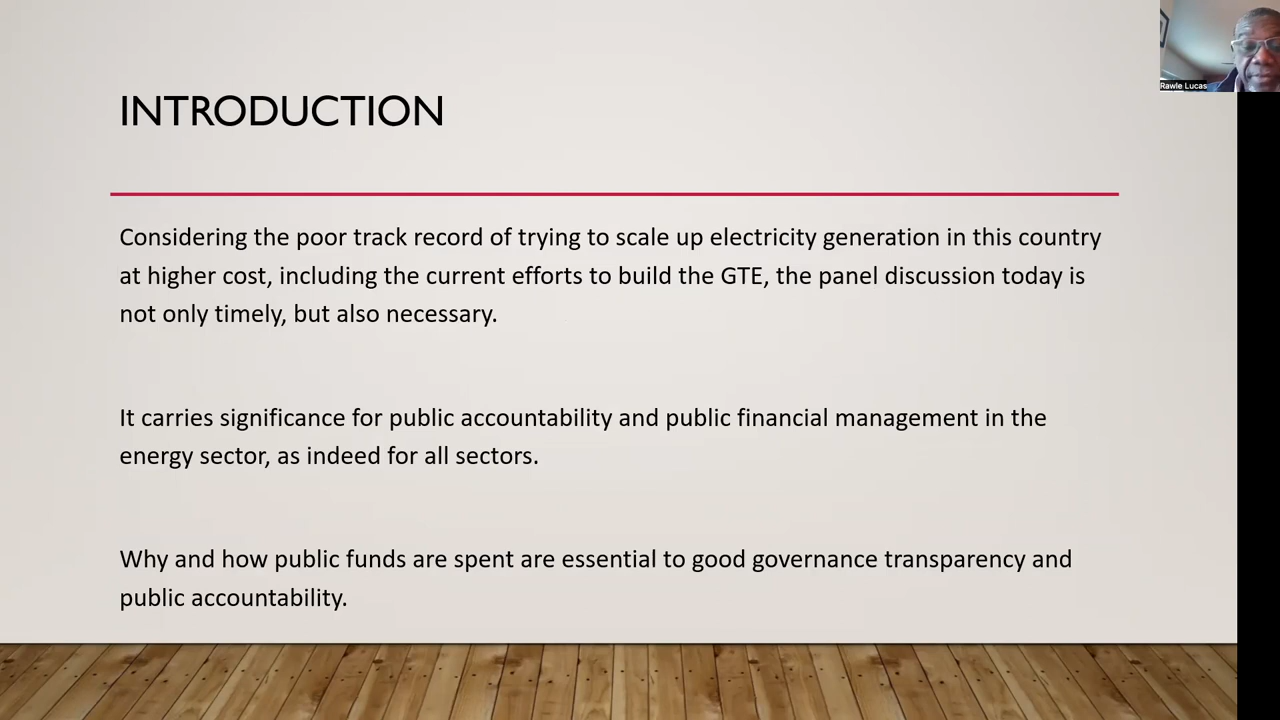 Rawle Lucas
INTRODUCTION
Considering the poor track record of trying to scale up electricity generation in this country
at higher cost, including the current efforts to build the GTE, the panel discussion today is
not only timely, but also necessary.
It carries significance for public accountability and public financial management in the
energy sector, as indeed for all sectors.
Why and how public funds are spent are essential to good governance transparency and
public accountability.